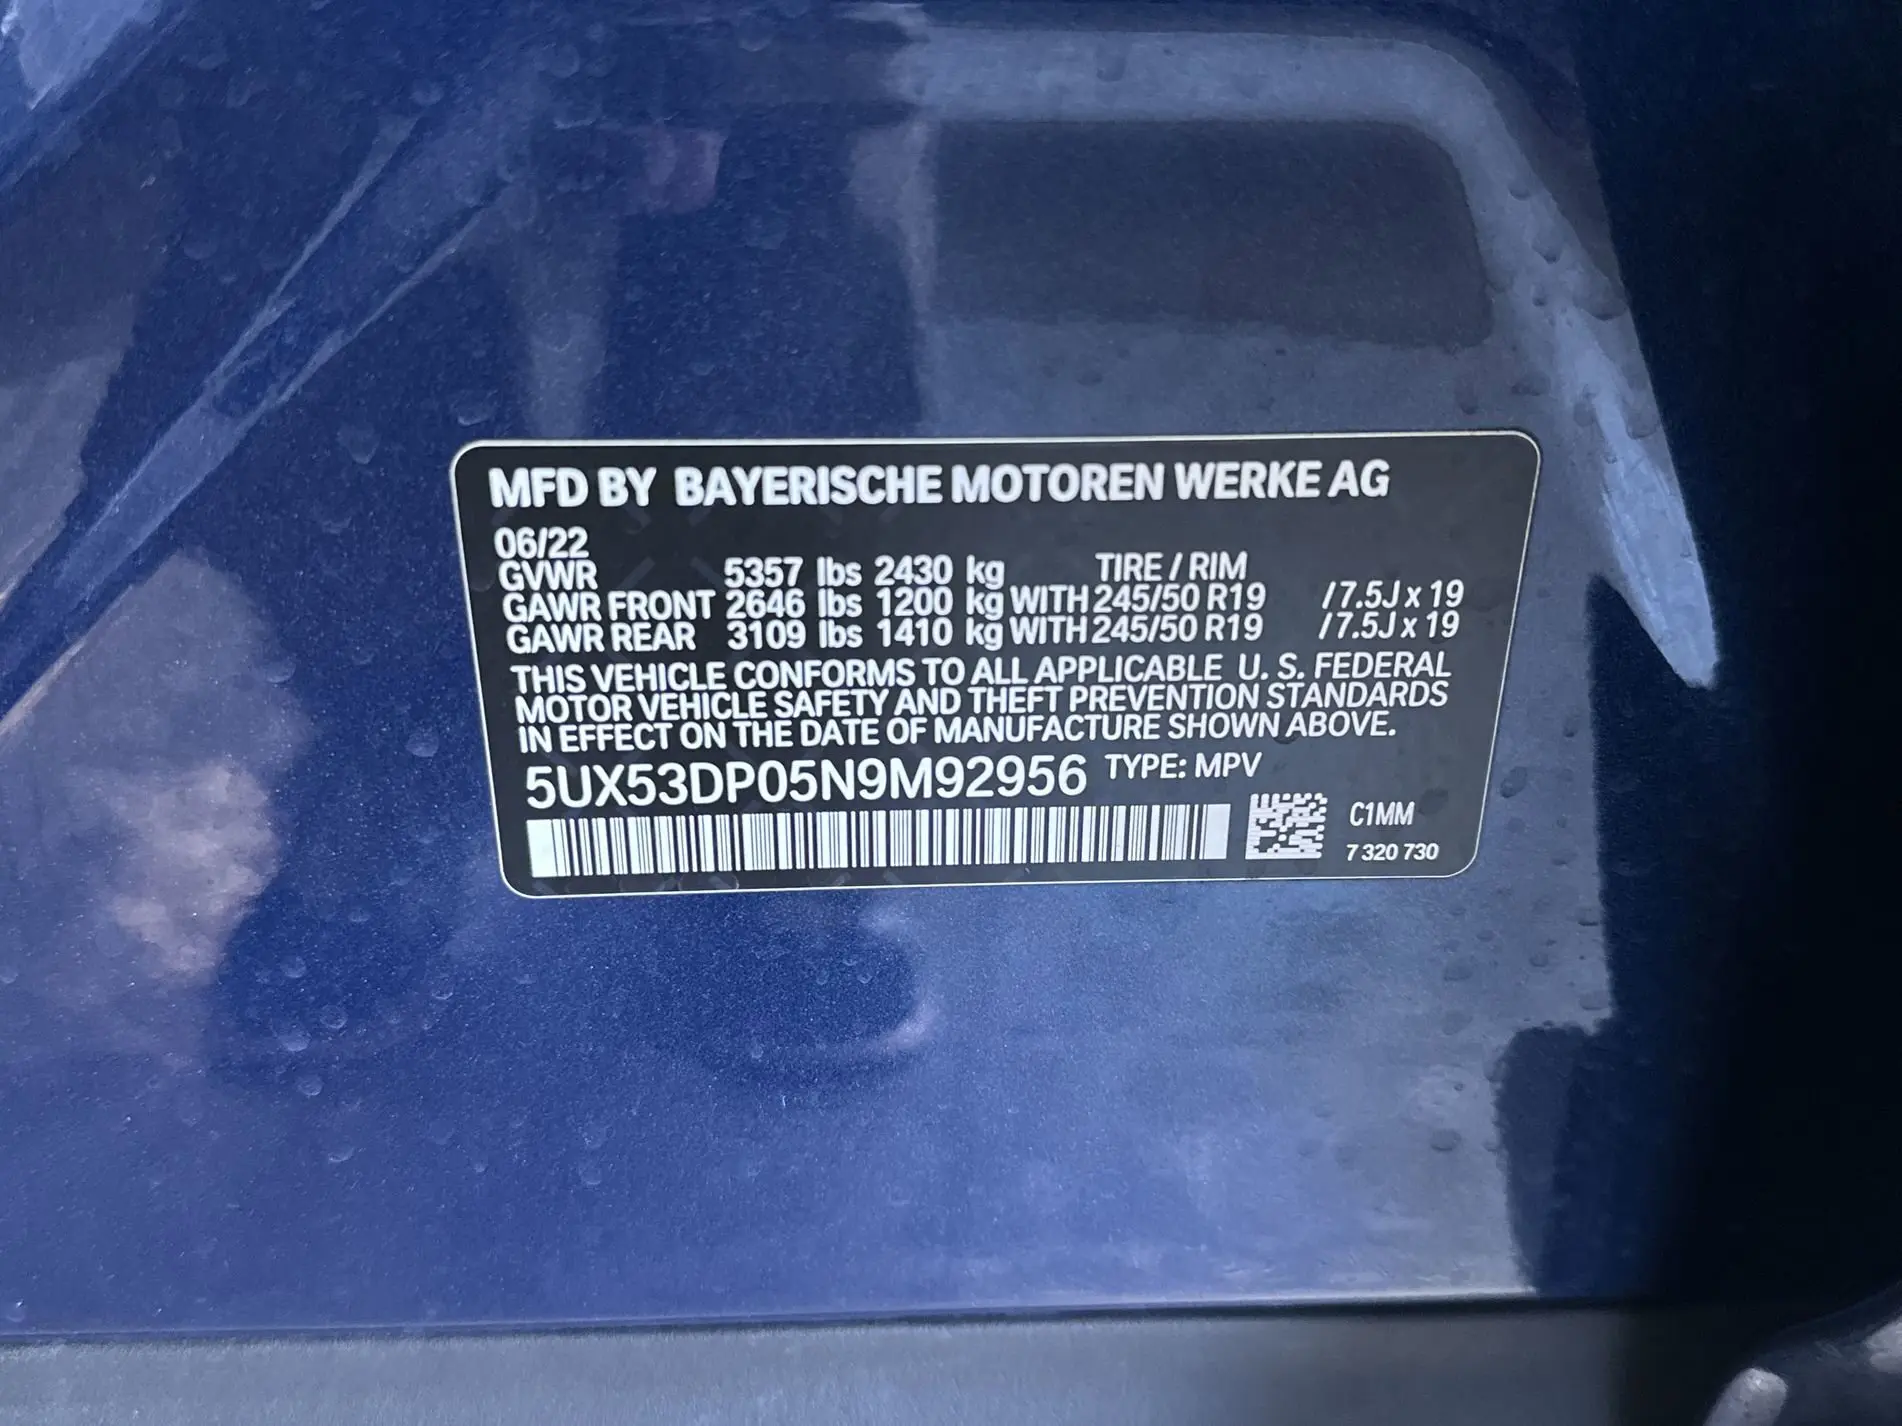 MFD BY BAYERISCHE MOTOREN WERKE AG
06/22
GVWR 5357 lbs 2430 kg TIRE / RIM
GAWR FRONT 2646 lbs 1200 kg WITH 245/50 R19 / 7.5J x 19
GAWR REAR 3109 lbs 1410 kg WITH 245/50 R19 / 7.5J x 19
THIS VEHICLE CONFORMS TO ALL APPLICABLE U. S. FEDERAL
MOTOR VEHICLE SAFETY AND THEFT PREVENTION STANDARDS
IN EFFECT ON THE DATE OF MANUFACTURE SHOWN ABOVE.
5UX53DP05N9M92956 TYPE: MPV
C1MM
7 320 730